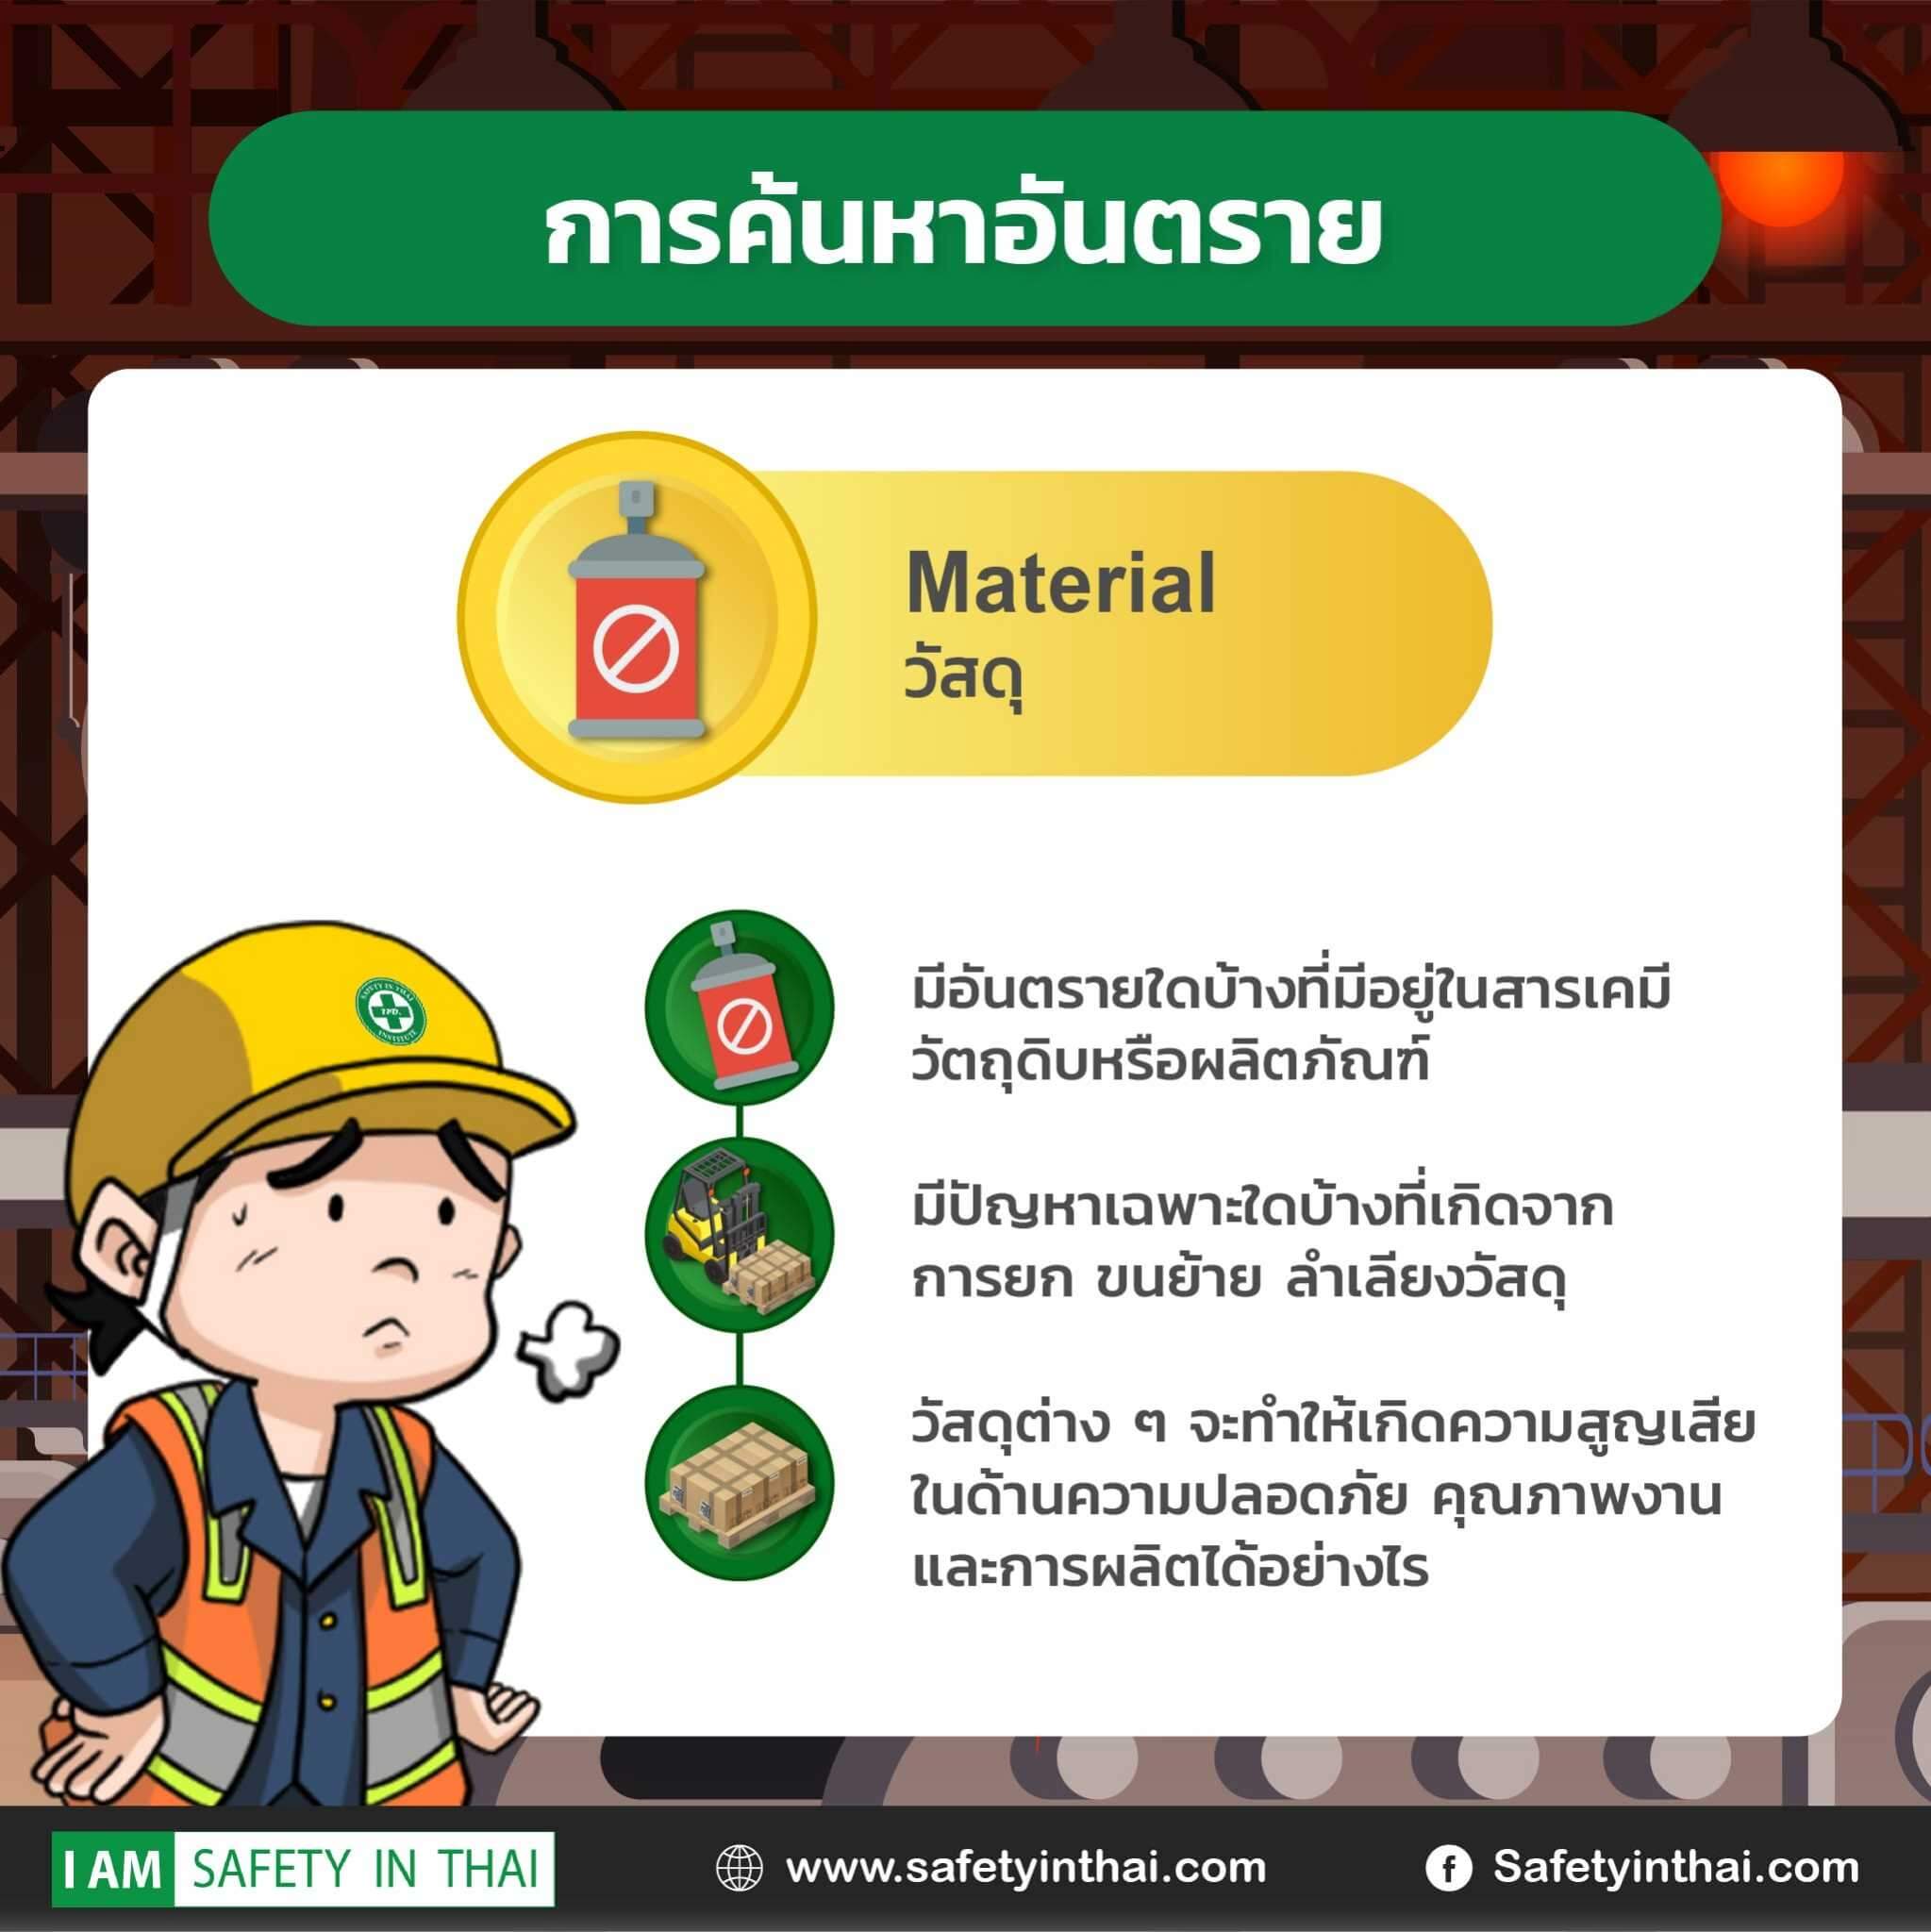 การค้นหาอันตราย
Material
วัสดุ
มีอันตรายใดบ้างที่มีอยู่ในสารเคมี
วัตถุดิบหรือผลิตภัณฑ์
มีปัญหาเฉพาะใดบ้างที่เกิดจาก
การยก ขนย้าย ลำเลียงวัสดุ
วัสดุต่าง ๆ จะทำให้เกิดความสูญเสีย
ในด้านความปลอดภัย คุณภาพงาน
และการผลิตได้อย่างไร
SAFETY IN THAI
TPD.
INSTITUTE
I AM SAFETY IN THAI
www.safetyinthai.com
Safetyinthai.com